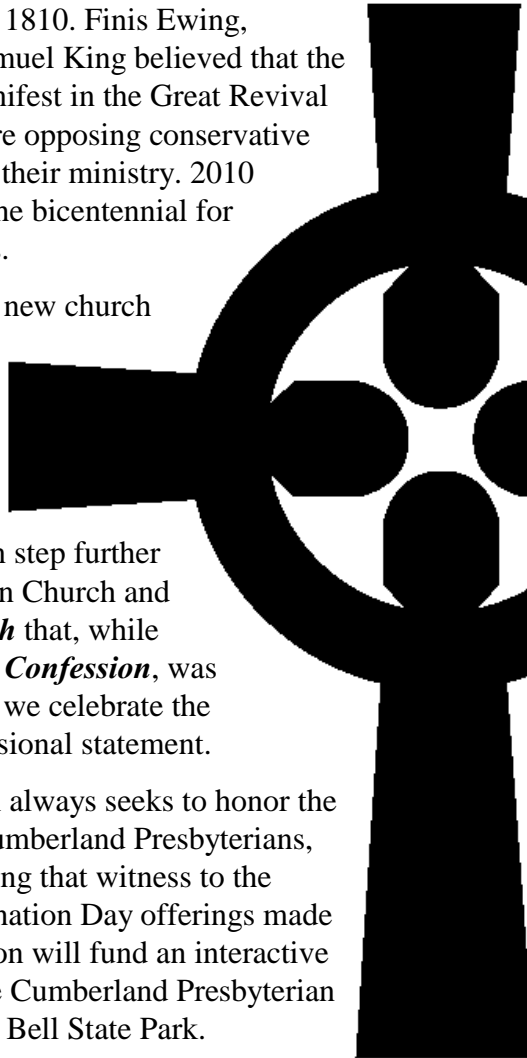 1810. Finis Ewing,
muel King believed that the
nifest in the Great Revival
re opposing conservative
their ministry. 2010
he bicentennial for
s.
new church
n step further
n Church and
h that, while
Confession, was
we celebrate the
sional statement.
always seeks to honor the
umberland Presbyterians,
ng that witness to the
nation Day offerings made
on will fund an interactive
e Cumberland Presbyterian
Bell State Park.